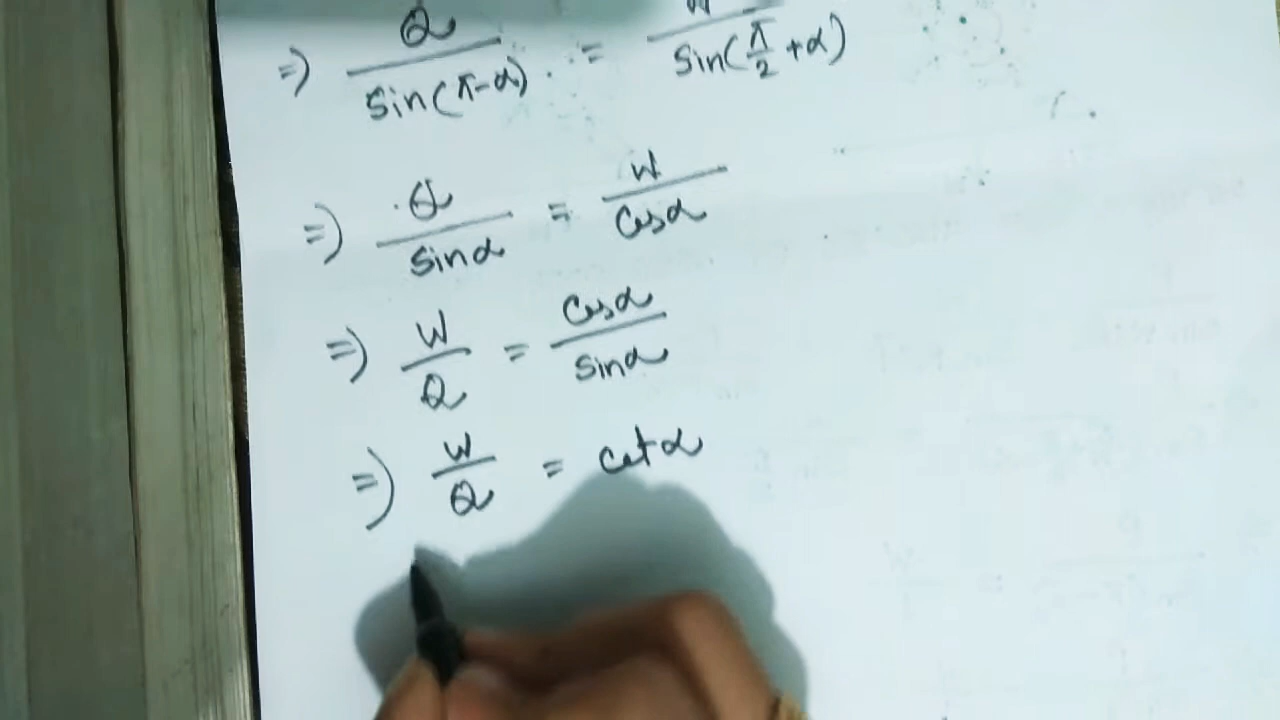 => Q/sin(π-α) = W/sin(π/2+α)
=> Q/sinα = W/cosα
=> W/Q = cosα/sinα
=> W/Q = cotα